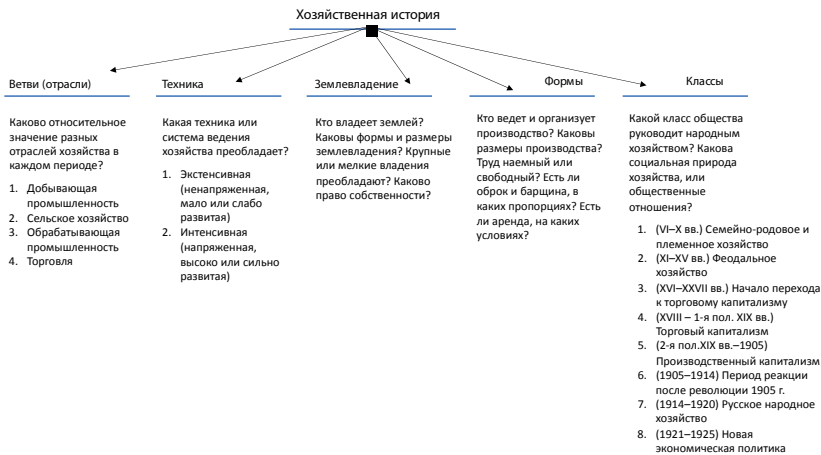 Хозяйственная история
Ветви (отрасли)
Каково относительное
значение разных
отраслей хозяйства в
каждом периоде?
1. Добывающая
промышленность
2. Сельское хозяйство
3. Обрабатывающая
промышленность
4. Торговля
Техника
Какая техника или
система ведения
хозяйства преобладает?
1. Экстенсивная
(ненапряженная,
мало или слабо
развитая)
2. Интенсивная
(напряженная,
высоко или сильно
развитая)
Землевладение
Кто владеет землей?
Каковы формы и размеры
землевладения? Крупные
или мелкие владения
преобладают? Каково
право собственности?
Формы
Кто ведет и организует
производство? Каковы
размеры производства?
Труд наемный или
свободный? Есть ли
оброк и барщина, в
каких пропорциях? Есть
ли аренда, на каких
условиях?
Классы
Какой класс общества
руководит народным
хозяйством? Какова
социальная природа
хозяйства, или
общественные
отношения?
1. (VI–X вв.) Семейно-родовое и
племенное хозяйство
2. (XI–XV вв.) Феодальное
хозяйство
3. (XVI–XXVII вв.) Начало перехода
к торговому капитализму
4. (XVIII – 1-я пол. XIX вв.)
Торговый капитализм
5. (2-я пол.XIX вв.–1905)
Производственный капитализм
6. (1905–1914) Период реакции
после революции 1905 г.
7. (1914–1920) Русское народное
хозяйство
8. (1921–1925) Новая
экономическая политика